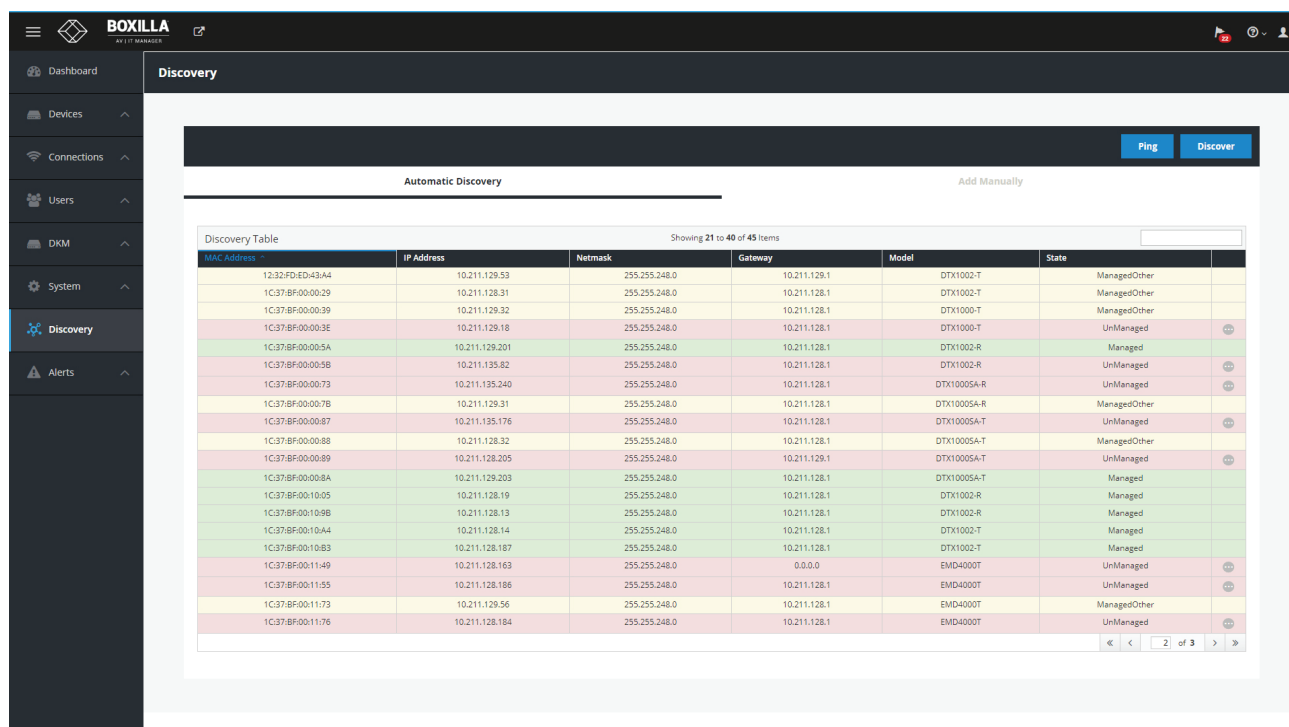 BOXILLA
AV | IT MANAGER
22
Dashboard
Discovery
Devices
Connections
Users
DKM
System
Discovery
Alerts
Ping Discover
Automatic Discovery Add Manually
Discovery Table Showing 21 to 40 of 45 Items
MAC Address IP Address Netmask Gateway Model State
12:32:FD:ED:43:A4 10.211.129.53 255.255.248.0 10.211.129.1 DTX1002-T ManagedOther
1C:37:BF:00:00:29 10.211.128.31 255.255.248.0 10.211.128.1 DTX1002-T ManagedOther
1C:37:BF:00:00:39 10.211.129.32 255.255.248.0 10.211.128.1 DTX1000-T ManagedOther
1C:37:BF:00:00:3E 10.211.129.18 255.255.248.0 10.211.128.1 DTX1000-T UnManaged
1C:37:BF:00:00:5A 10.211.129.201 255.255.248.0 10.211.128.1 DTX1002-R Managed
1C:37:BF:00:00:5B 10.211.135.82 255.255.248.0 10.211.128.1 DTX1002-R UnManaged
1C:37:BF:00:00:73 10.211.135.240 255.255.248.0 10.211.128.1 DTX1000SA-R UnManaged
1C:37:BF:00:00:7B 10.211.129.31 255.255.248.0 10.211.128.1 DTX1000SA-R ManagedOther
1C:37:BF:00:00:87 10.211.135.176 255.255.248.0 10.211.128.1 DTX1000SA-T UnManaged
1C:37:BF:00:00:88 10.211.128.32 255.255.248.0 10.211.128.1 DTX1000SA-T ManagedOther
1C:37:BF:00:00:89 10.211.128.205 255.255.248.0 10.211.129.1 DTX1000SA-T UnManaged
1C:37:BF:00:00:8A 10.211.129.203 255.255.248.0 10.211.128.1 DTX1000SA-T Managed
1C:37:BF:00:10:05 10.211.128.19 255.255.248.0 10.211.128.1 DTX1002-R Managed
1C:37:BF:00:10:9B 10.211.128.13 255.255.248.0 10.211.128.1 DTX1002-R Managed
1C:37:BF:00:10:A4 10.211.128.14 255.255.248.0 10.211.128.1 DTX1002-T Managed
1C:37:BF:00:10:B3 10.211.128.187 255.255.248.0 10.211.128.1 DTX1002-T Managed
1C:37:BF:00:11:49 10.211.128.163 255.255.248.0 0.0.0.0 EMD4000T UnManaged
1C:37:BF:00:11:55 10.211.128.186 255.255.248.0 10.211.128.1 EMD4000T UnManaged
1C:37:BF:00:11:73 10.211.129.56 255.255.248.0 10.211.128.1 EMD4000T ManagedOther
1C:37:BF:00:11:76 10.211.128.184 255.255.248.0 10.211.128.1 EMD4000T UnManaged
« ‹ 2 of 3 › »